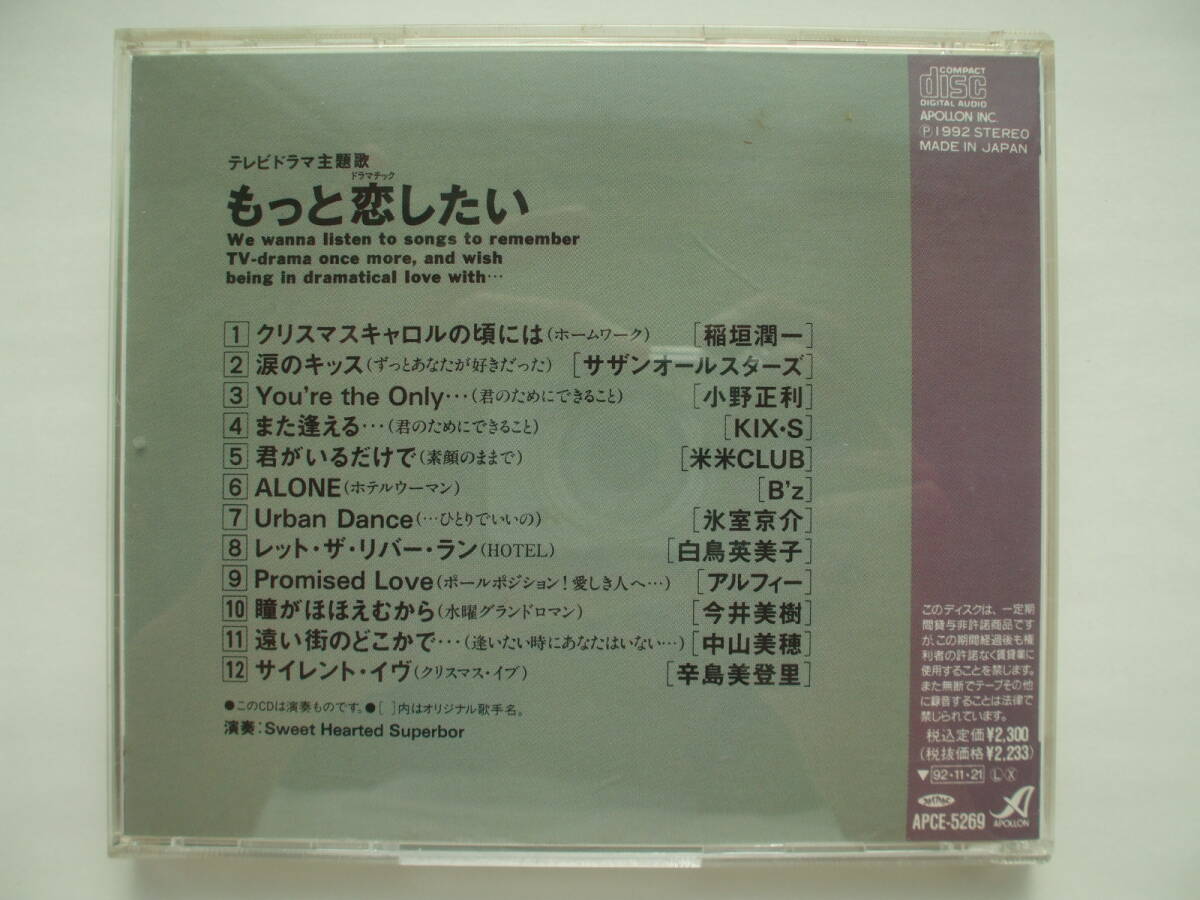 テレビドラマ主題歌
ドラマチック
もっと恋したい
We wanna listen to songs to remember
TV-drama once more, and wish
being in dramatical love with…
1 クリスマスキャロルの頃には(ホームワーク) [稲垣潤一]
2 涙のキッス(ずっとあなたが好きだった) [サザンオールスターズ]
3 You're the Only…(君のためにできること) [小野正利]
4 また逢える…(君のためにできること) [KIX•S]
5 君がいるだけで(素顔のままで) [米米CLUB]
6 ALONE(ホテルウーマン) [B'z]
7 Urban Dance(…ひとりでいいの) [氷室京介]
8 レット・ザ・リバー・ラン(HOTEL) [白鳥英美子]
9 Promised Love(ポールポジション!愛しき人へ…) [アルフィー]
10 瞳がほほえむから(水曜グランドロマン) [今井美樹]
11 遠い街のどこかで…(逢いたい時にあなたはいない…) [中山美穂]
12 サイレント・イヴ(クリスマス・イブ) [辛島美登里]
●このCDは演奏ものです。●[ ]内はオリジナル歌手名。
演奏:Sweet Hearted Superbor
COMPACT
disc
DIGITAL AUDIO
APOLLON INC.
Ⓟ1992 STEREO
MADE IN JAPAN
このディスクは、一定期
間貸与非許諾商品です
が、この期間経過後も権
利者の許諾なく賃貸業に
使用することを禁じます。
また無断でテープその他
に録音することは法律で
禁じられています。
税込定価¥2,300
(税抜価格¥2,233)
▼92・11・21 Ⓛ Ⓧ
APCE-5269
APOLLON